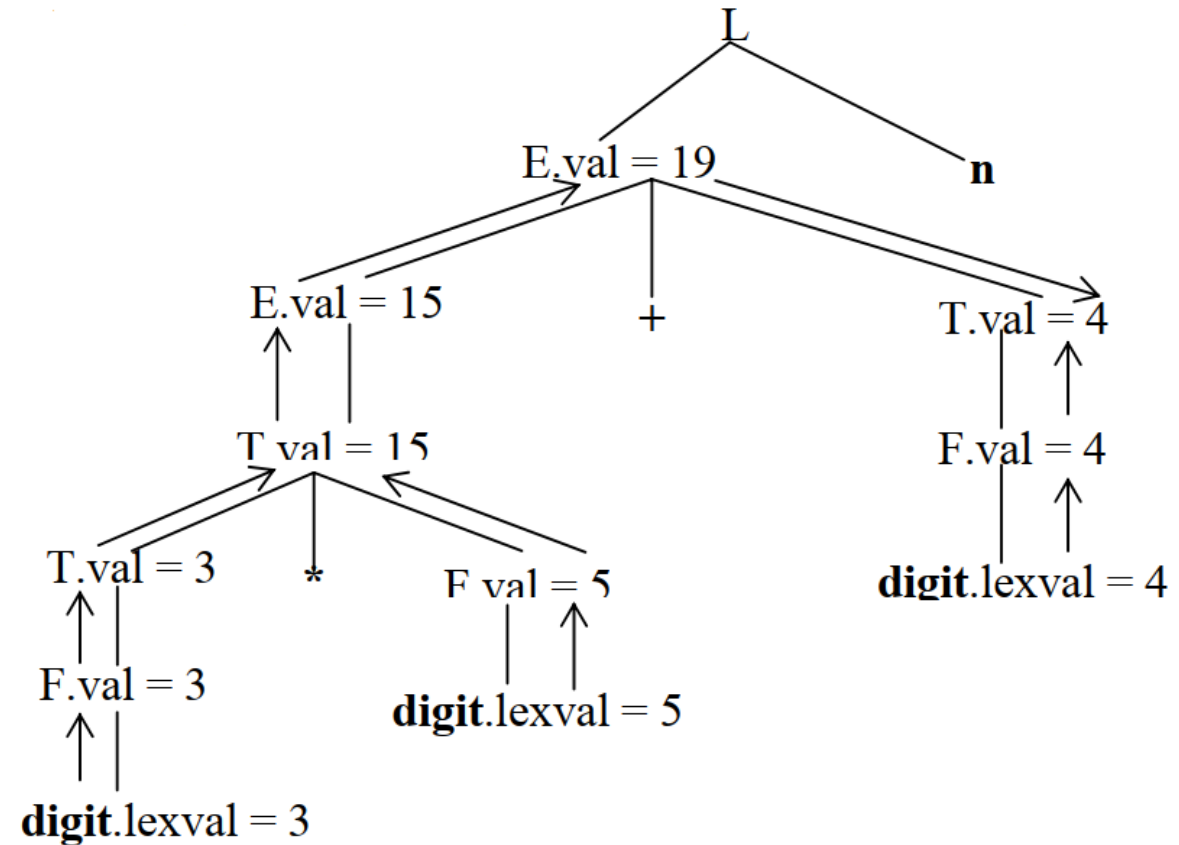 L
E.val = 19
n
E.val = 15
+
T.val = 4
T.val = 15
F.val = 4
T.val = 3
*
F.val = 5
digit.lexval = 4
F.val = 3
digit.lexval = 5
digit.lexval = 3